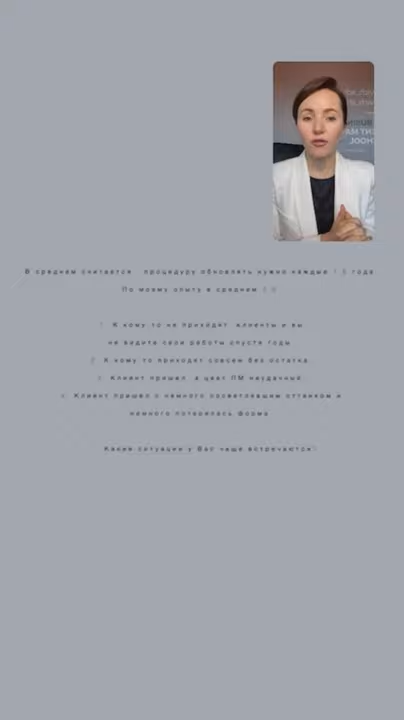 В среднем считается процедуру обновлять нужно каждые года
По моему опыту в среднем
К кому то не приходят клиенты и вы
не видите свои работы спустя годы
К кому то приходят совсем без остатка
Клиент пришел а цвет ПМ неудачный
Клиент пришел с немного посветлевшим оттенком и
немного потерялась форма
Какие ситуации у Вас чаще встречаются